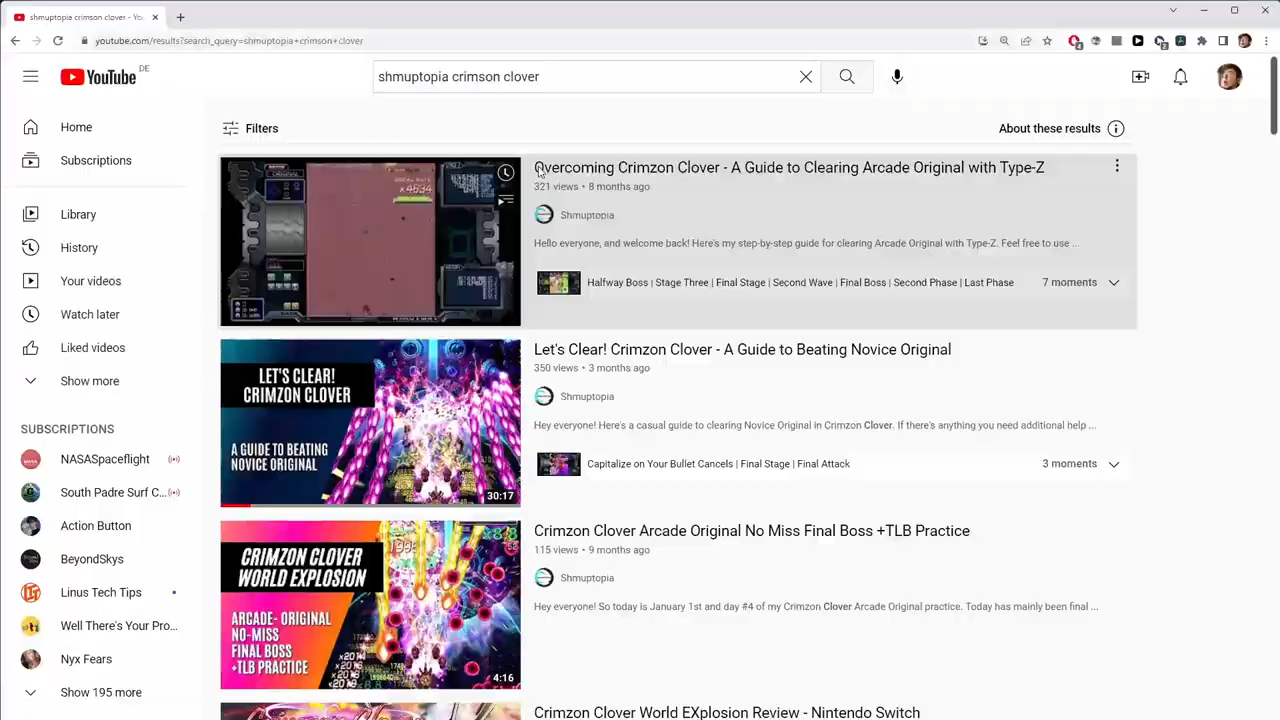 shmuptopia crimson clover - Yo
youtube.com/results?search_query=shmuptopia+crimson+clover
YouTube DE
shmuptopia crimson clover
Home
Subscriptions
Library
History
Your videos
Watch later
Liked videos
Show more
SUBSCRIPTIONS
NASASpaceflight
South Padre Surf C...
Action Button
BeyondSkys
Linus Tech Tips
Well There's Your Pro...
Nyx Fears
Show 195 more
Filters
About these results
x4634
Overcoming Crimzon Clover - A Guide to Clearing Arcade Original with Type-Z
321 views • 8 months ago
Shmuptopia
Hello everyone, and welcome back! Here's my step-by-step guide for clearing Arcade Original with Type-Z. Feel free to use ...
Halfway Boss | Stage Three | Final Stage | Second Wave | Final Boss | Second Phase | Last Phase
7 moments
LET'S CLEAR!
CRIMZON CLOVER
A GUIDE TO BEATING
NOVICE ORIGINAL
30:17
Let's Clear! Crimzon Clover - A Guide to Beating Novice Original
350 views • 3 months ago
Shmuptopia
Hey everyone! Here's a casual guide to clearing Novice Original in Crimzon Clover. If there's anything you need additional help ...
Capitalize on Your Bullet Cancels | Final Stage | Final Attack
3 moments
CRIMZON CLOVER
WORLD EXPLOSION
ARCADE- ORIGINAL
NO-MISS
FINAL BOSS
+TLB PRACTICE
4:16
Crimzon Clover Arcade Original No Miss Final Boss +TLB Practice
115 views • 9 months ago
Shmuptopia
Hey everyone! So today is January 1st and day #4 of my Crimzon Clover Arcade Original practice. Today has mainly been final ...
Crimzon Clover World EXplosion Review - Nintendo Switch